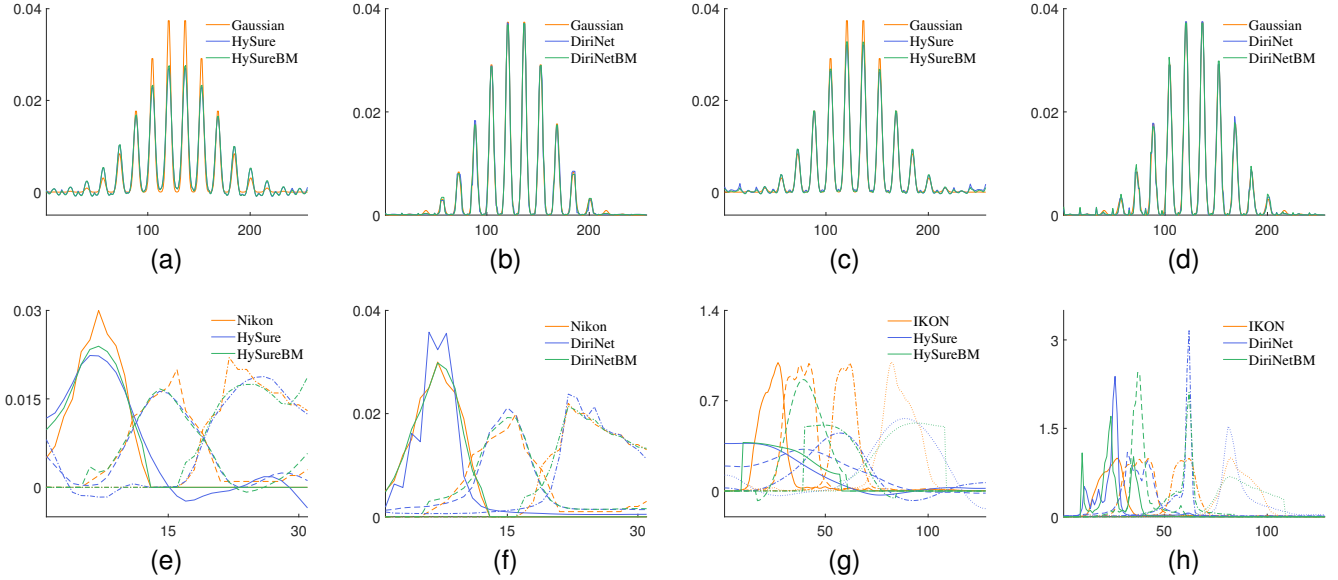 0.04
0.02
0
100
200
Gaussian
HySure
HySureBM
(a)
0.04
0.02
0
100
200
Gaussian
DiriNet
DiriNetBM
(b)
0.04
0.02
0
100
200
Gaussian
HySure
HySureBM
(c)
0.04
0.02
0
100
200
Gaussian
DiriNet
DiriNetBM
(d)
0.03
0.015
0
15
30
Nikon
HySure
HySureBM
(e)
0.04
0.02
0
15
30
Nikon
DiriNet
DiriNetBM
(f)
1.4
0.7
0
50
100
IKON
HySure
HySureBM
(g)
3
1.5
0
50
100
IKON
DiriNet
DiriNetBM
(h)